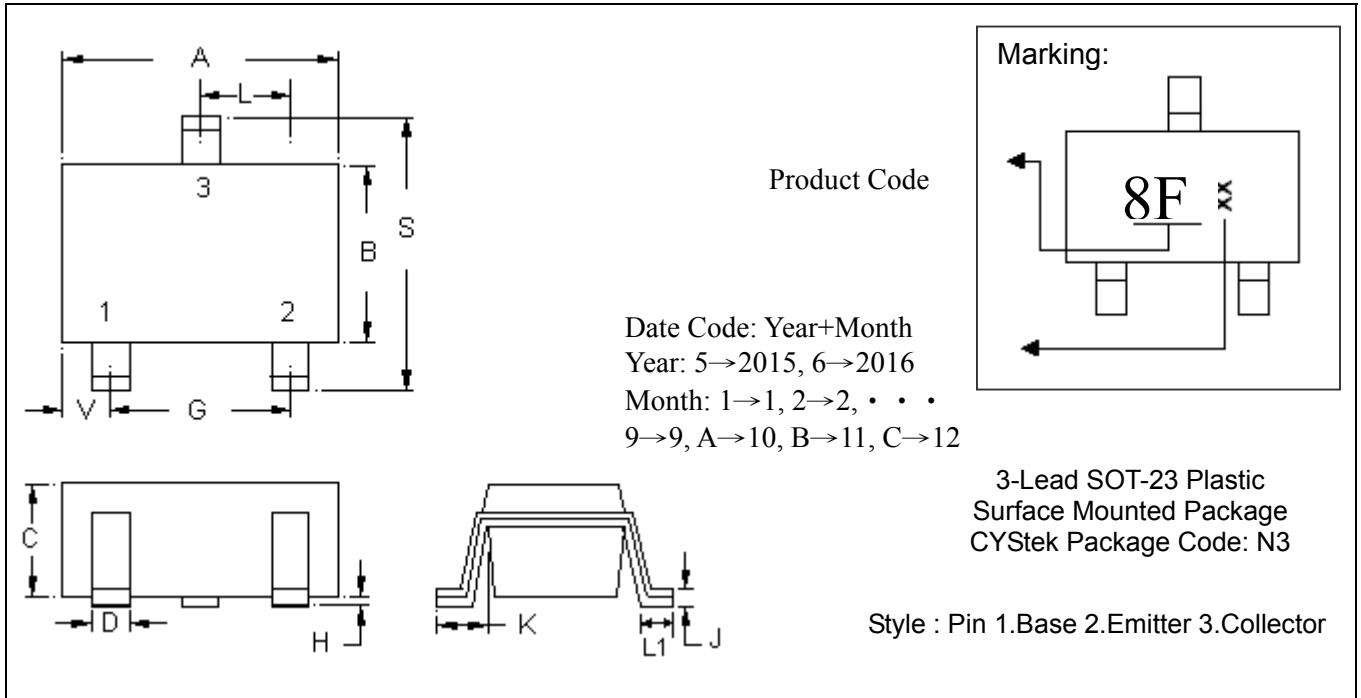 A
L
3
S
B
1
2
V
G
C
D
H
K
L1
J
Marking:
Product Code
8F
xx
Date Code: Year+Month
Year: 5→2015, 6→2016
Month: 1→1, 2→2, ・ ・ ・
9→9, A→10, B→11, C→12
3-Lead SOT-23 Plastic
Surface Mounted Package
CYStek Package Code: N3
Style : Pin 1.Base 2.Emitter 3.Collector